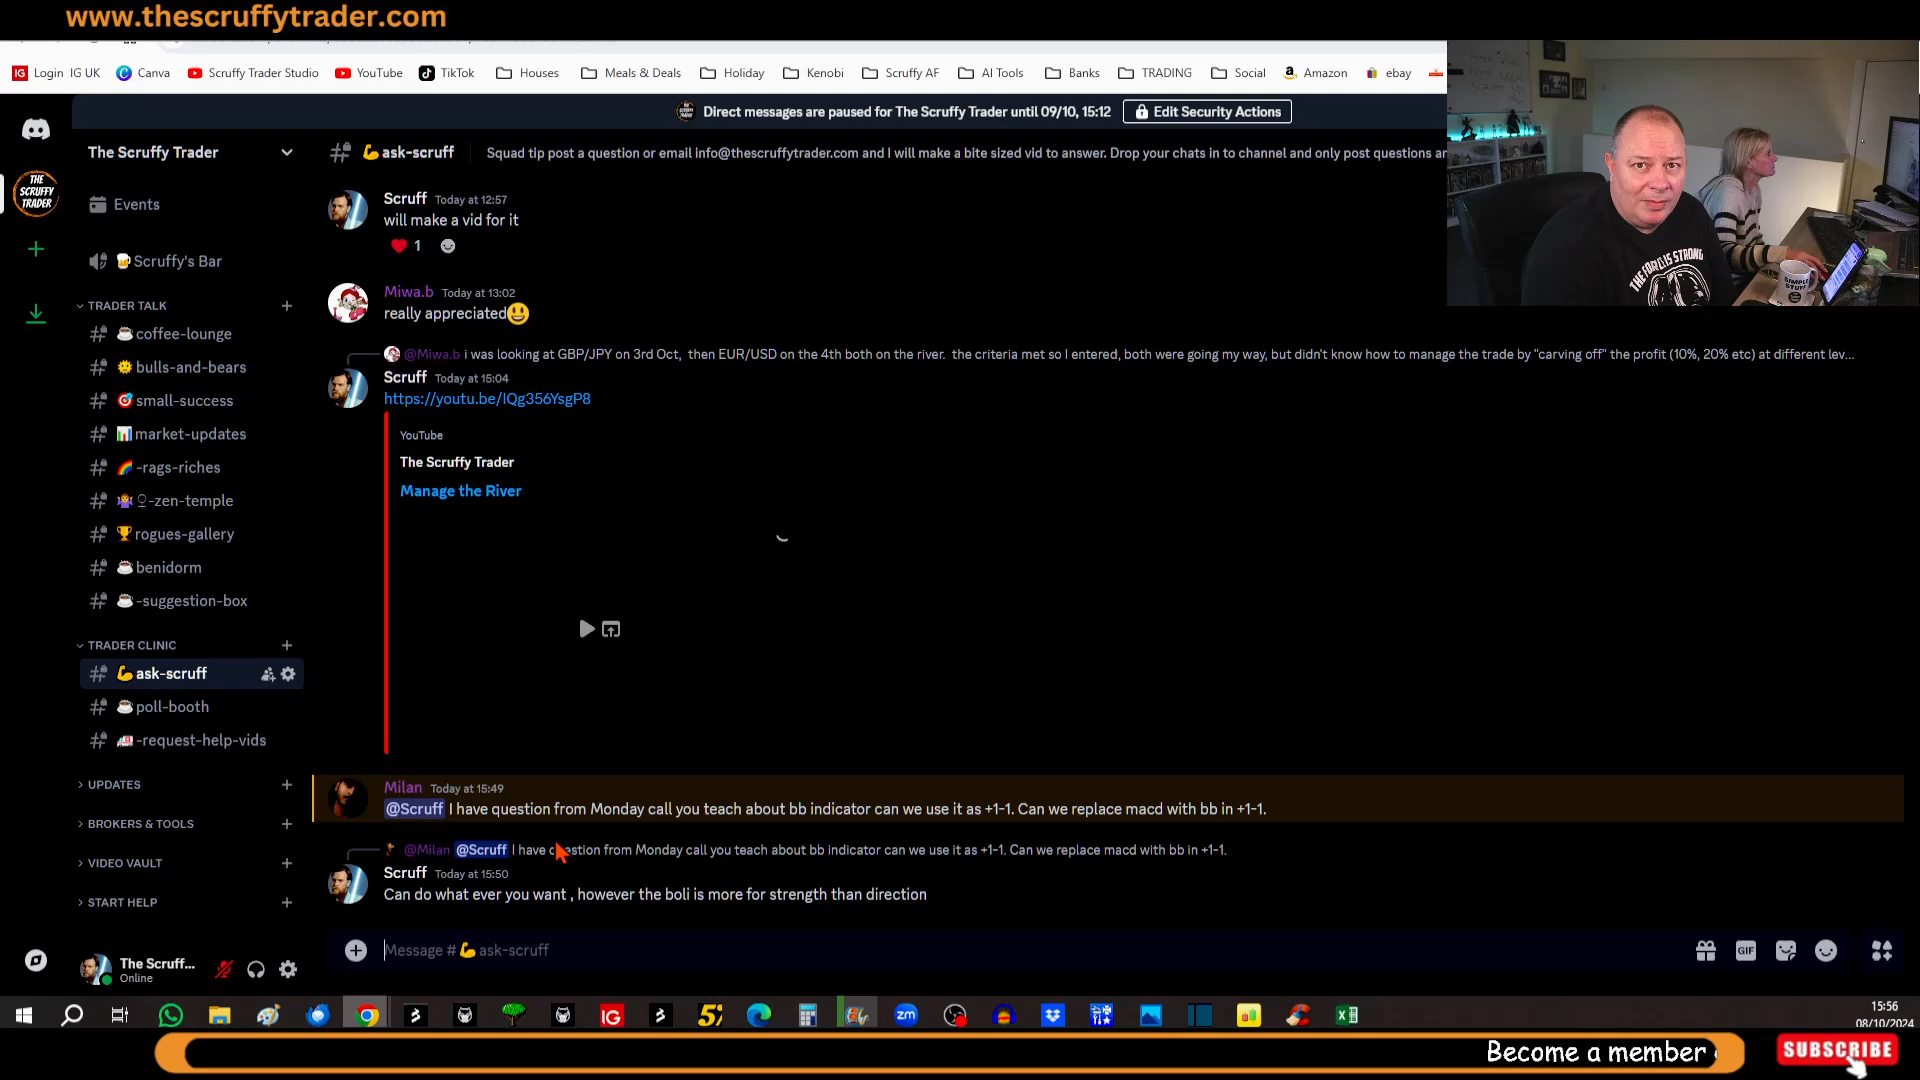 www.thescruffytrader.com
IG Login IG UK Canva Scruffy Trader Studio YouTube TikTok Houses Meals & Deals Holiday Kenobi Scruffy AF AI Tools Banks TRADING Social Amazon ebay
Direct messages are paused for The Scruffy Trader until 09/10, 15:12 Edit Security Actions
The Scruffy Trader
💪ask-scruff Squad tip post a question or email info@thescruffytrader.com and I will make a bite sized vid to answer. Drop your chats in to channel and only post questions an
THE SCRUFFY TRADER
Events
Scruffy's Bar
TRADER TALK
coffee-lounge
bulls-and-bears
small-success
market-updates
-rags-riches
♀-zen-temple
rogues-gallery
benidorm
-suggestion-box
TRADER CLINIC
ask-scruff
poll-booth
-request-help-vids
UPDATES
BROKERS & TOOLS
VIDEO VAULT
START HELP
The Scruff...
Online
Scruff Today at 12:57
will make a vid for it
1
Miwa.b Today at 13:02
really appreciated😃
@Miwa.b i was looking at GBP/JPY on 3rd Oct, then EUR/USD on the 4th both on the river. the criteria met so I entered, both were going my way, but didn't know how to manage the trade by "carving off" the profit (10%, 20% etc) at different lev...
Scruff Today at 15:04
https://youtu.be/IQg356YsgP8
YouTube
The Scruffy Trader
Manage the River
Milan Today at 15:49
@Scruff I have question from Monday call you teach about bb indicator can we use it as +1-1. Can we replace macd with bb in +1-1.
@Milan @Scruff I have question from Monday call you teach about bb indicator can we use it as +1-1. Can we replace macd with bb in +1-1.
Scruff Today at 15:50
Can do what ever you want , however the boli is more for strength than direction
Message #💪ask-scruff
GIF
THE FORCE IS STRONG
SIMPLE STUFF
IG
zm
15:56
08/10/2024
Become a member
SUBSCRIBE